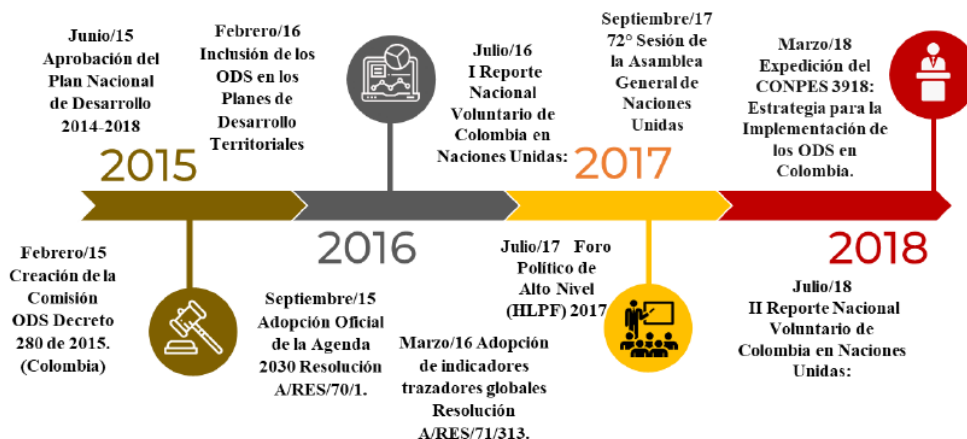 Junio/15
Aprobación del
Plan Nacional
de Desarrollo
2014-2018
Febrero/16
Inclusión de los
ODS en los
Planes de
Desarrollo
Territoriales
Julio/16
I Reporte
Nacional
Voluntario de
Colombia en
Naciones Unidas:
Septiembre/17
72° Sesión de
la Asamblea
General de
Naciones
Unidas
Marzo/18
Expedición del
CONPES 3918:
Estrategia para la
Implementación de
los ODS en
Colombia.
2015
2017
2016
2018
Febrero/15
Creación de la
Comisión
ODS Decreto
280 de 2015.
(Colombia)
Septiembre/15
Adopción Oficial
de la Agenda
2030 Resolución
A/RES/70/1.
Marzo/16 Adopción
de indicadores
trazadores globales
Resolución
A/RES/71/313.
Julio/17 Foro
Político de
Alto Nivel
(HLPF) 2017
Julio/18
II Reporte Nacional
Voluntario de
Colombia en Naciones
Unidas: